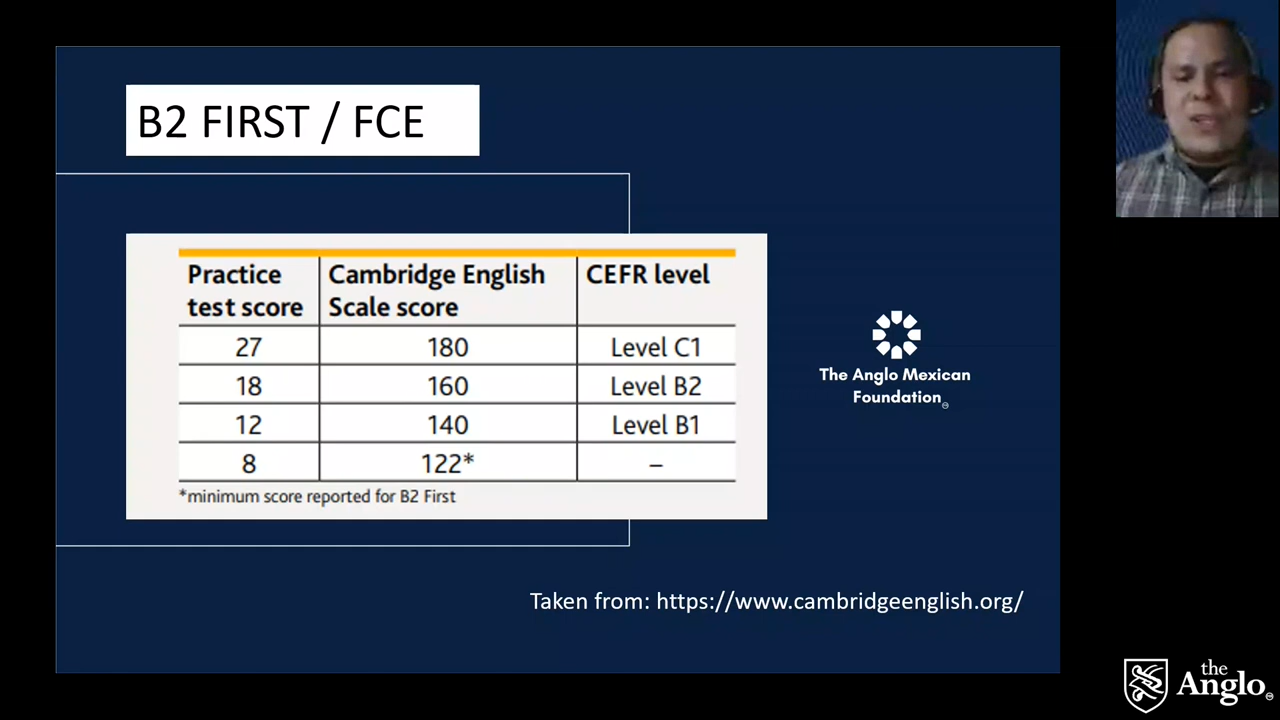 B2 FIRST / FCE
Practice test score
Cambridge English Scale score
CEFR level
27 180 Level C1
18 160 Level B2
12 140 Level B1
8 122* –
*minimum score reported for B2 First
The Anglo Mexican
Foundation
Taken from: https://www.cambridgeenglish.org/
the
Anglo